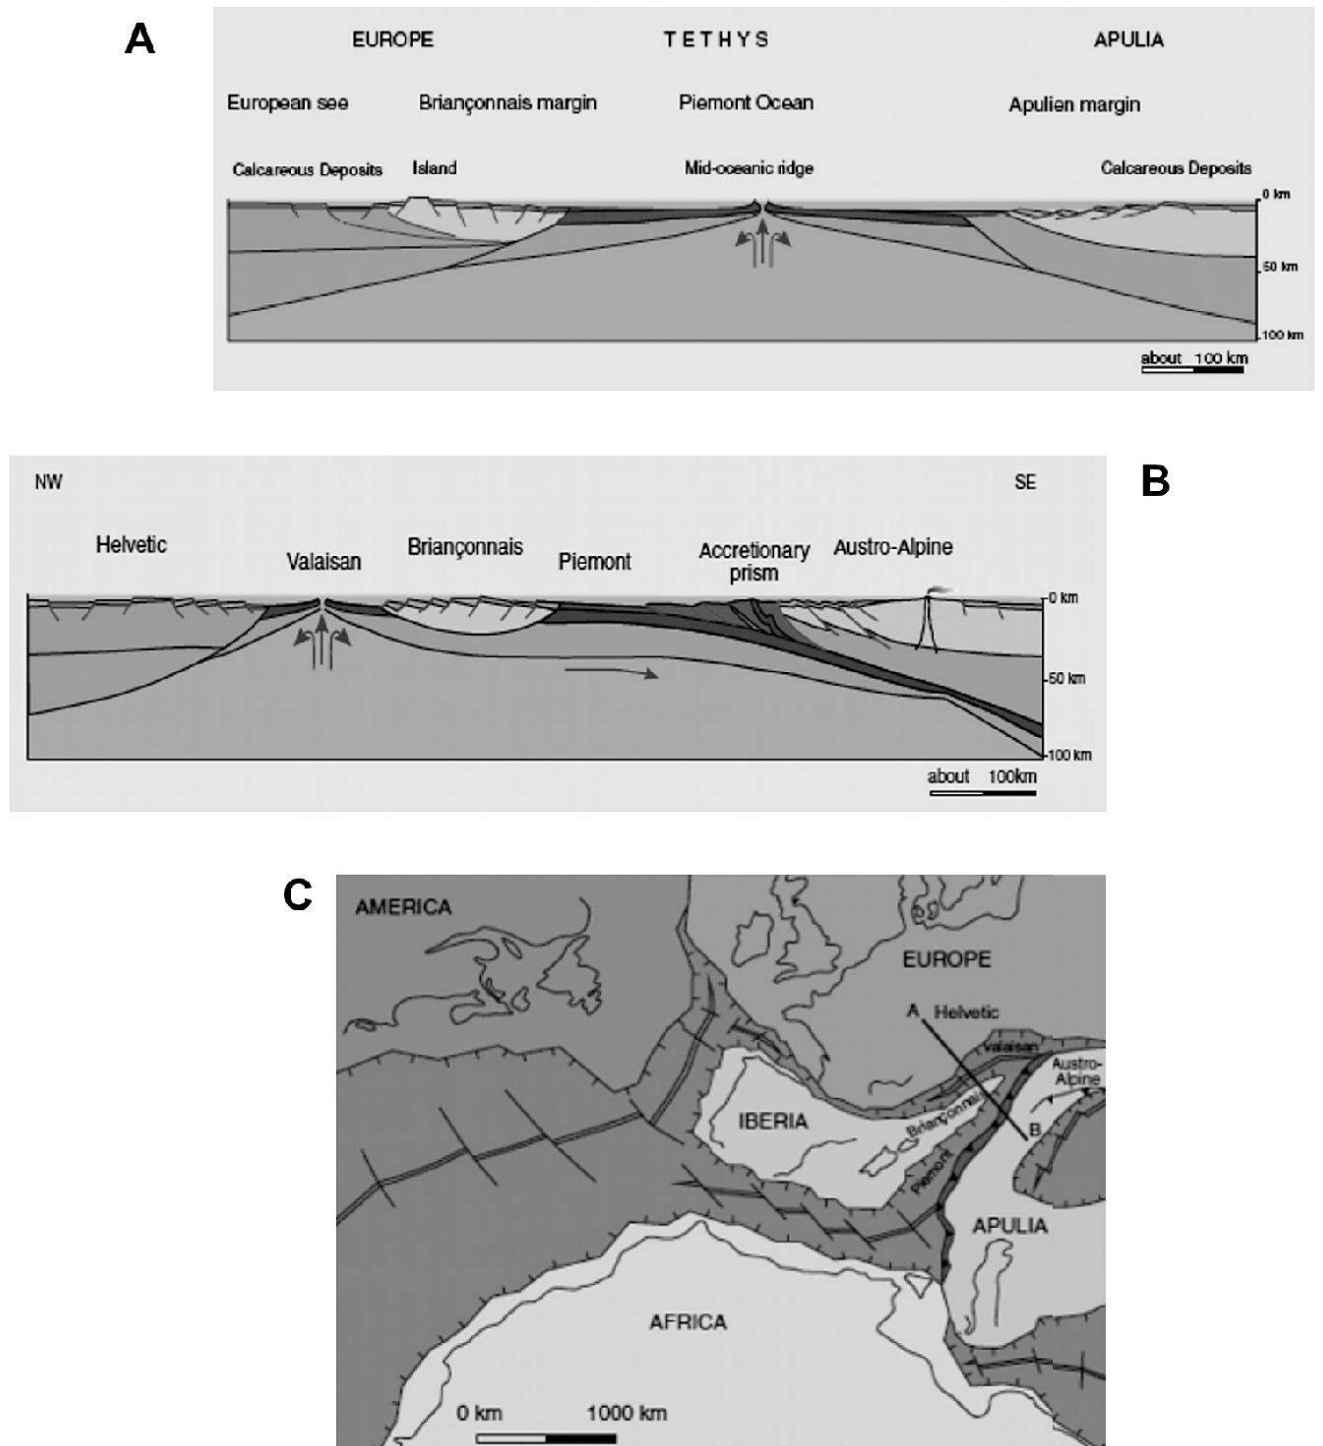 A
EUROPE TETHYS APULIA
European see Briançonnais margin Piemont Ocean Apulien margin
Calcareous Deposits Island Mid-oceanic ridge Calcareous Deposits
0 km
50 km
100 km
about 100 km
B
NW SE
Helvetic Valaisan Briançonnais Piemont Accretionary prism Austro-Alpine
0 km
50 km
100 km
about 100km
C
AMERICA
EUROPE
A Helvetic
Valaisan
Austro-
Alpine
IBERIA
Briançonnais
B
Piemont
APULIA
AFRICA
0 km 1000 km